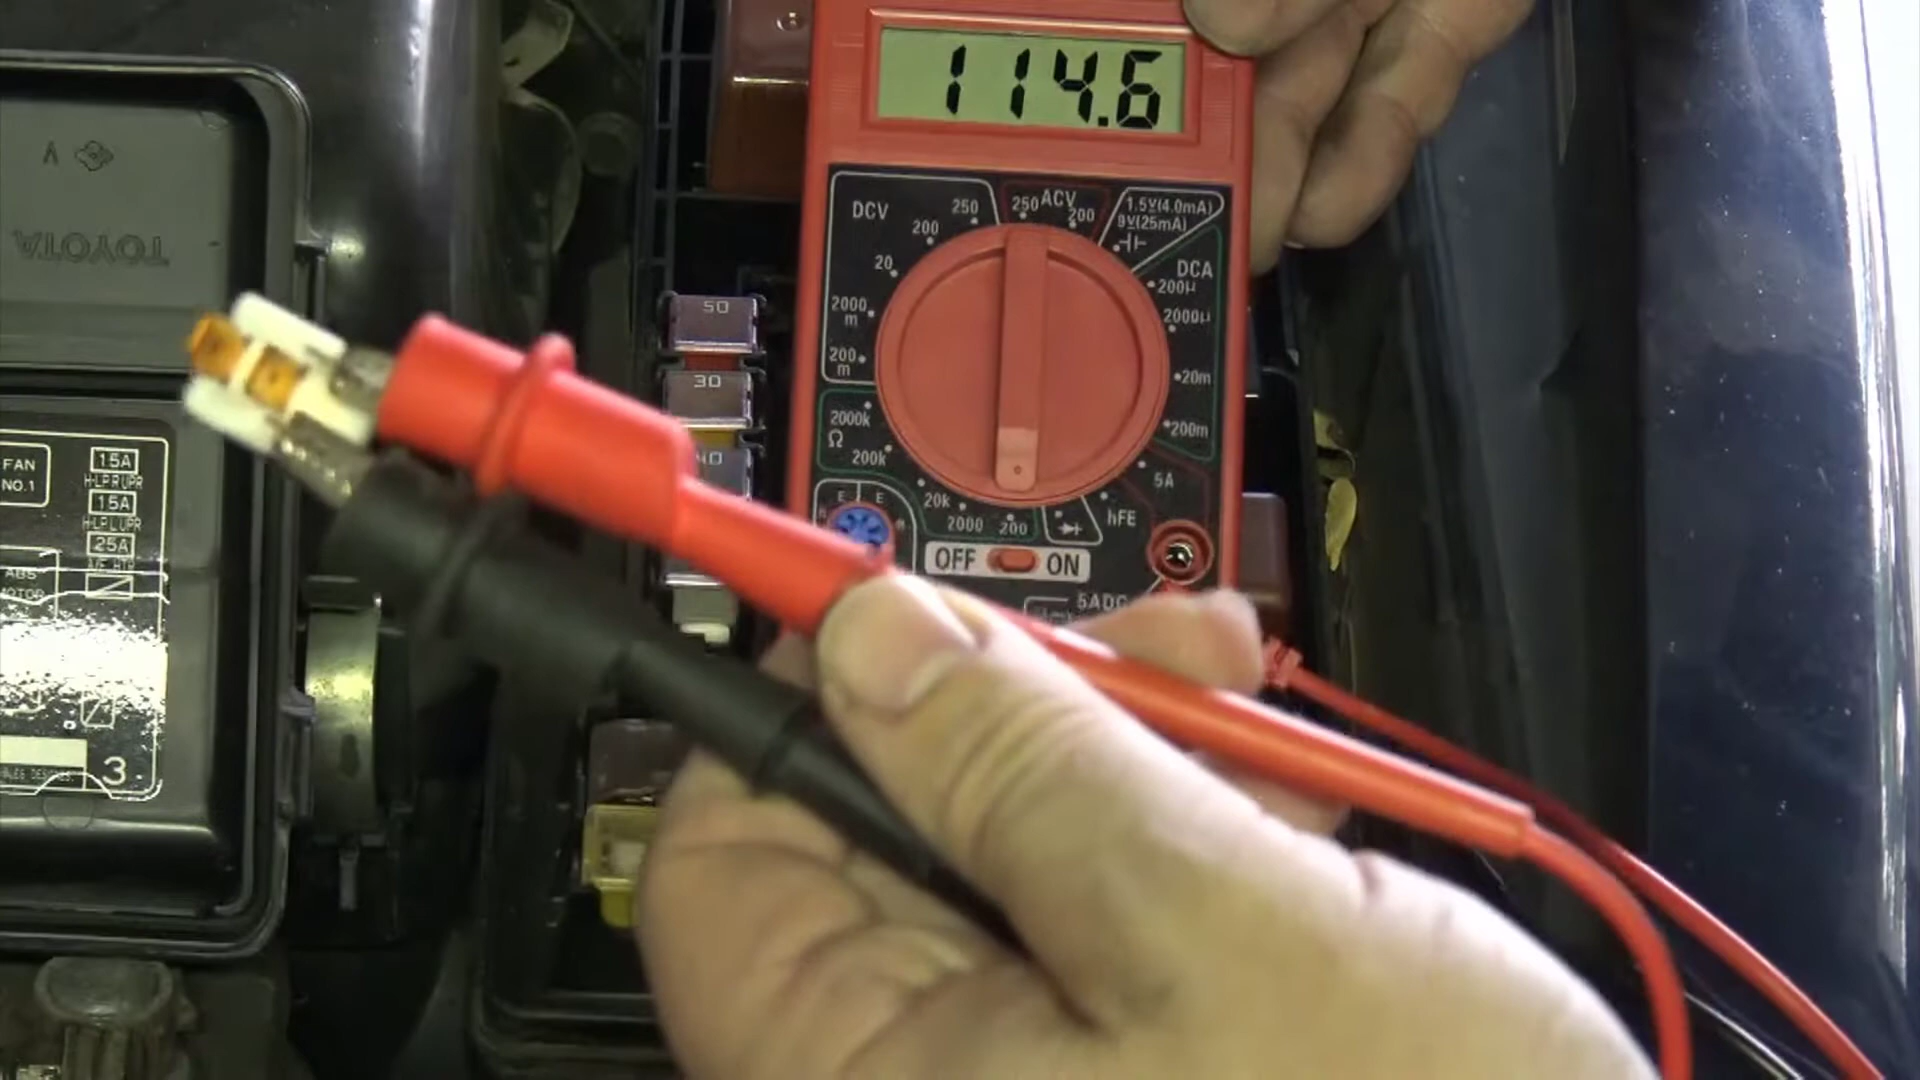 114.6
DCV
250
200
20
2000
m
200
m
2000k
Ω
200k
20k
2000
200
250 ACV
200
1.5V(4.0mA)
9V(25mA)
DCA
200µ
2000µ
20m
200m
5A
hFE
E E
OFF ON
5ADC
50
30
40
TOYOTA
FAN
NO.1
15A
H-LP R UPR
15A
H-LP L UPR
25A
ABS
MOTOR
3